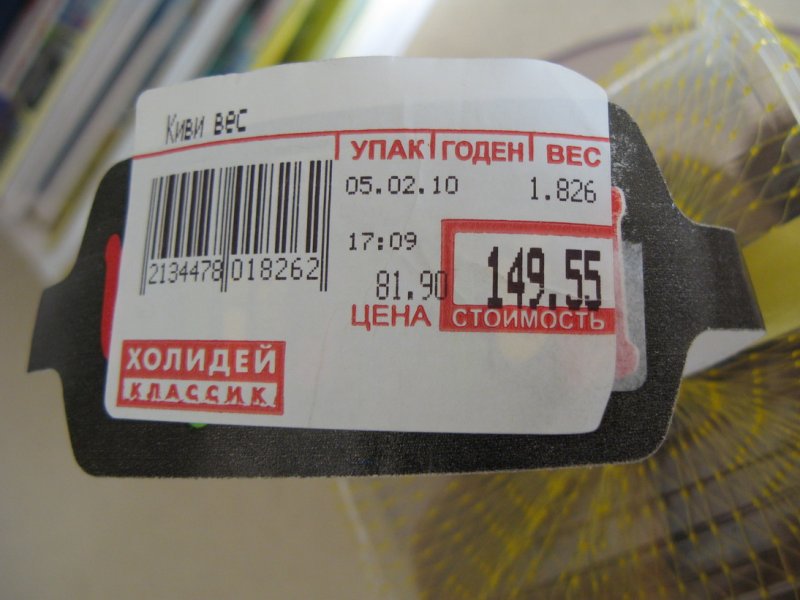 Киви вес
УПАК ГОДЕН ВЕС
05.02.10 1.826
17:09
2134478 018262
81.90 149.55
ЦЕНА СТОИМОСТЬ
ХОЛИДЕЙ
КЛАССИК